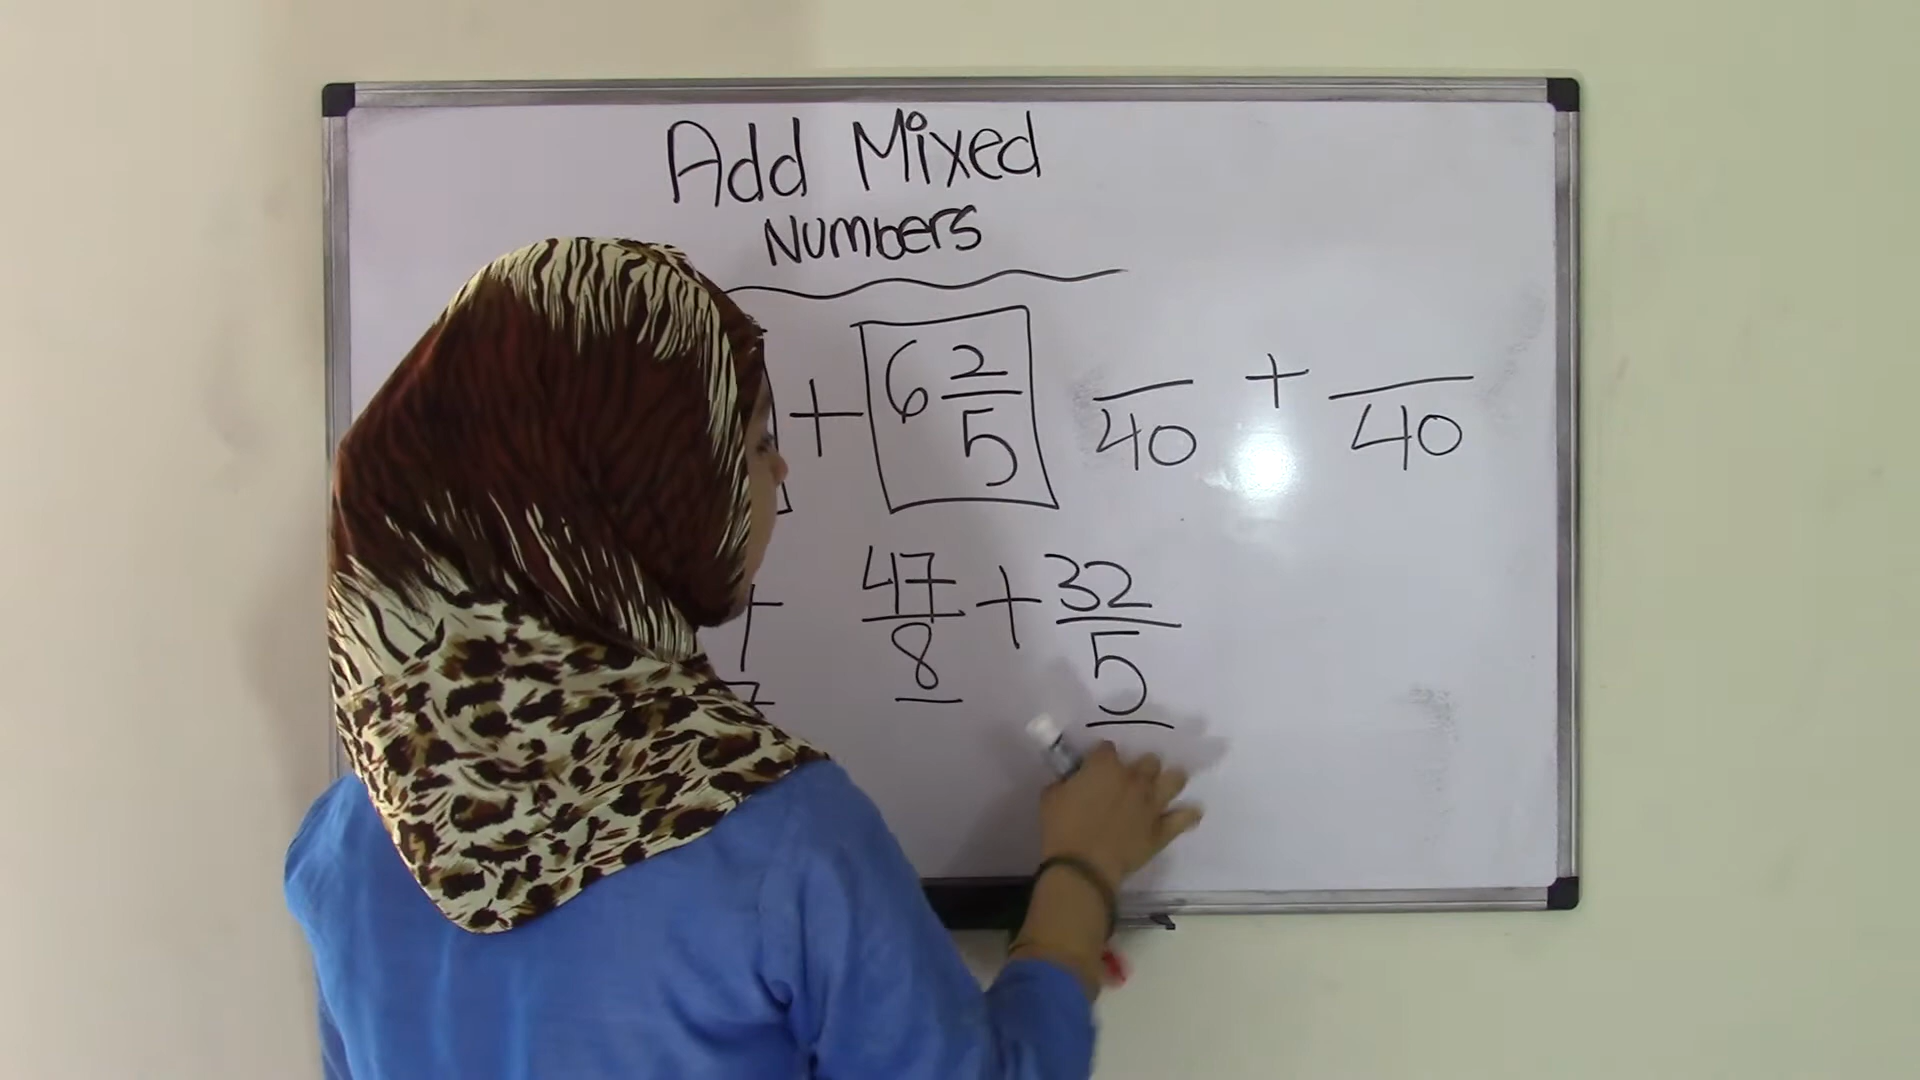 Add Mixed
Numbers
+ 6 2/5 /40 + /40
47/8 + 32/5